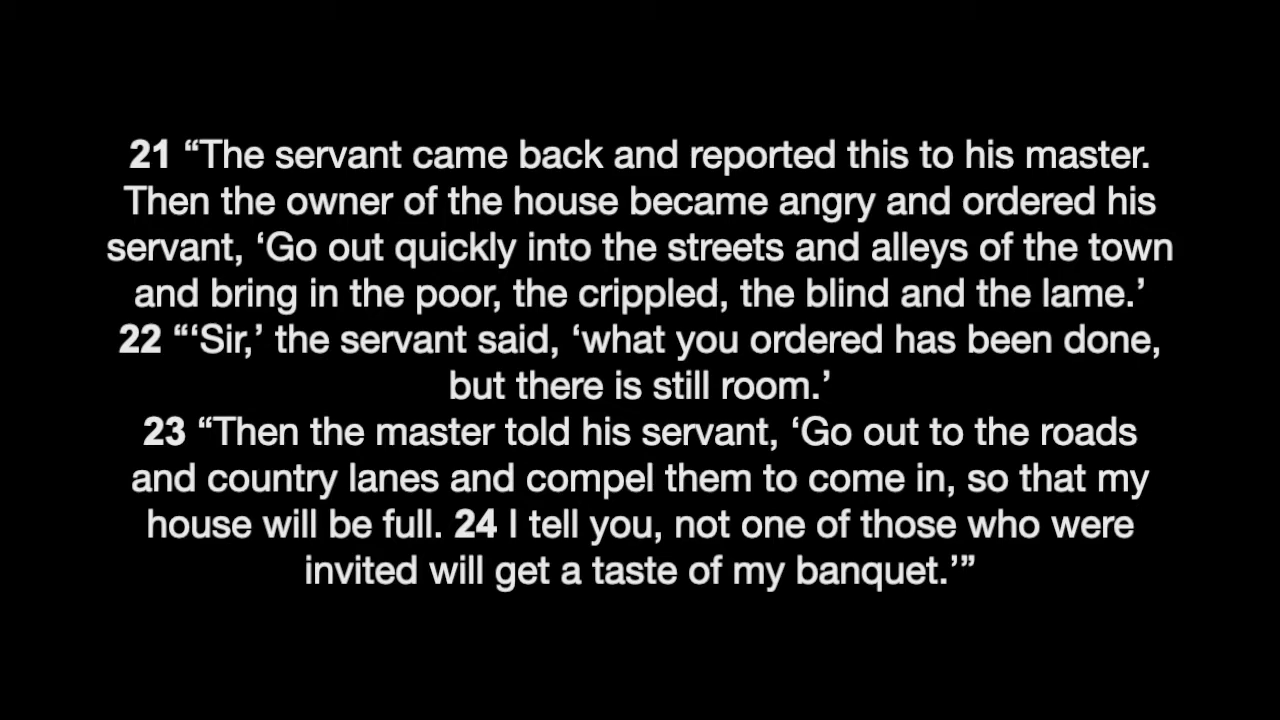 21 “The servant came back and reported this to his master.
Then the owner of the house became angry and ordered his
servant, ‘Go out quickly into the streets and alleys of the town
and bring in the poor, the crippled, the blind and the lame.’
22 “‘Sir,’ the servant said, ‘what you ordered has been done,
but there is still room.’
23 “Then the master told his servant, ‘Go out to the roads
and country lanes and compel them to come in, so that my
house will be full. 24 I tell you, not one of those who were
invited will get a taste of my banquet.’”